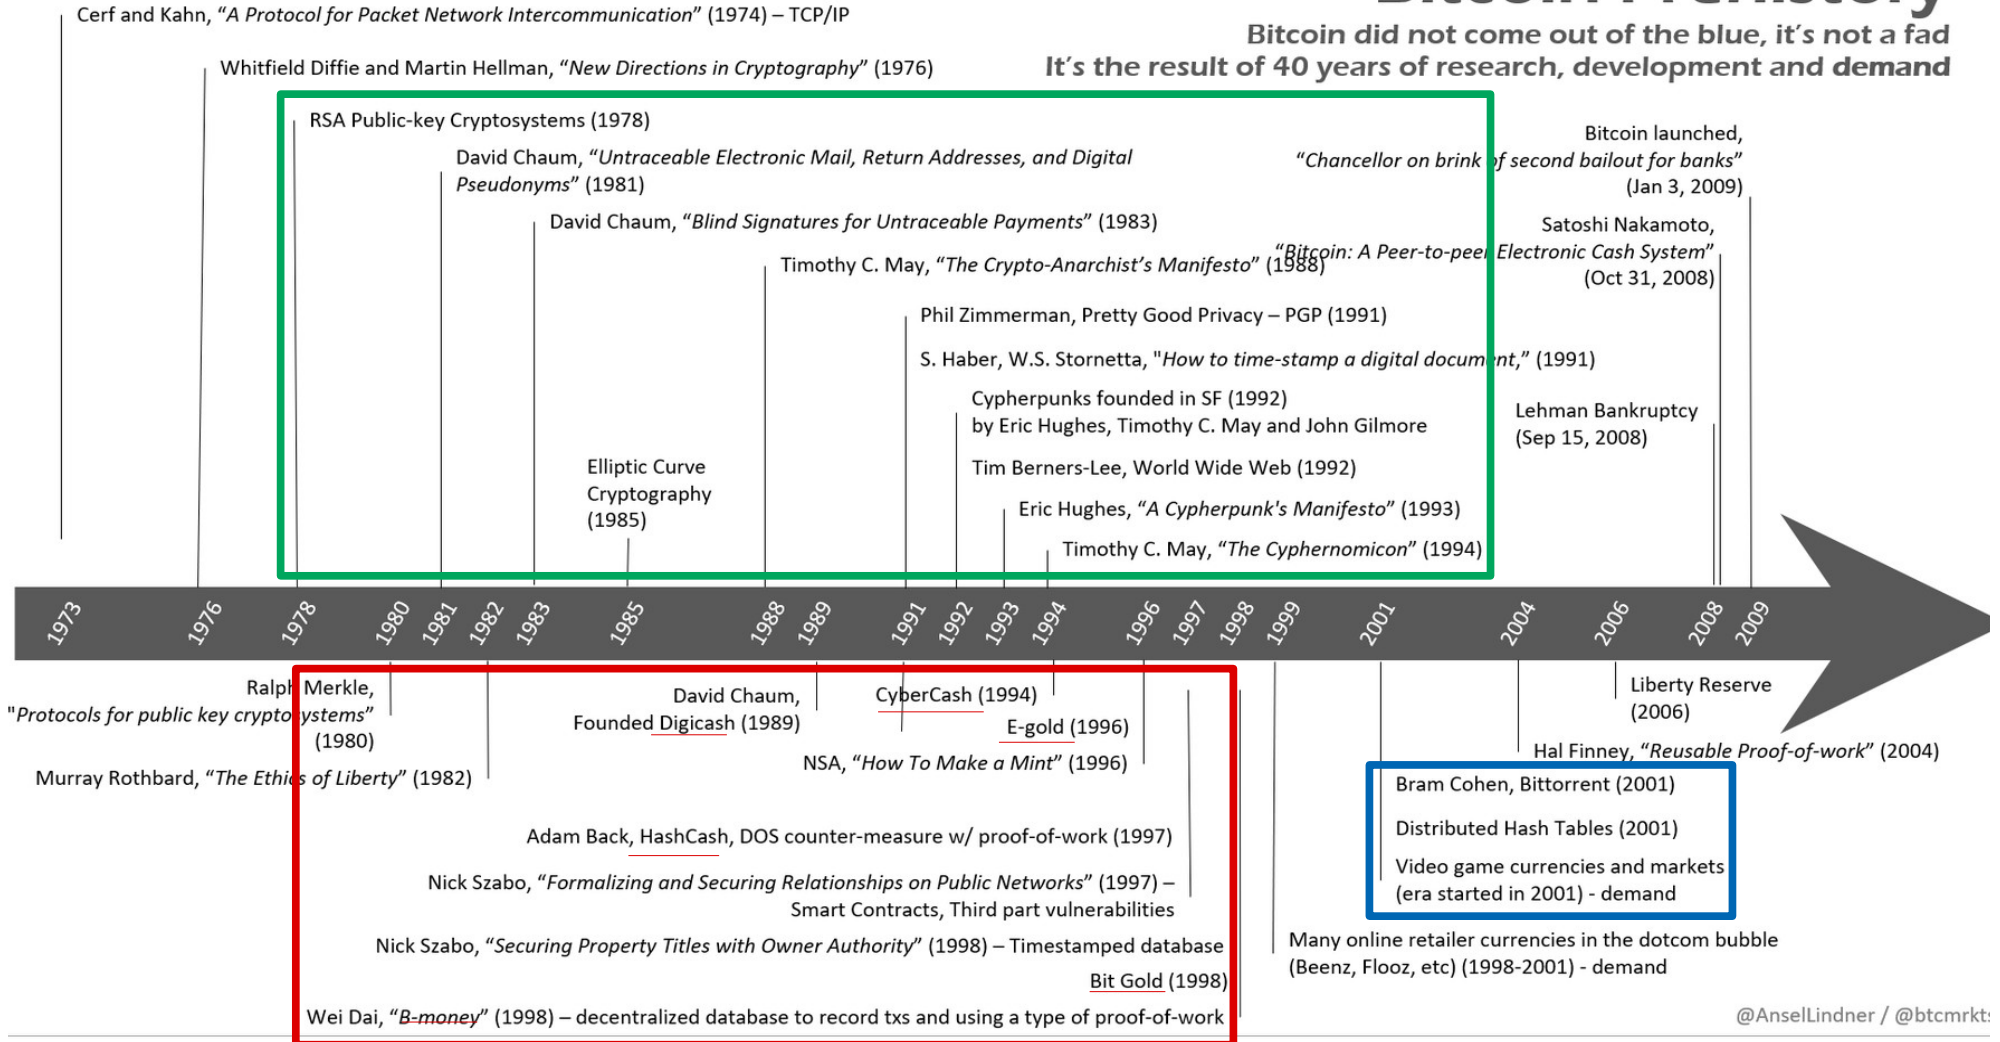 Bitcoin Prehistory
Bitcoin did not come out of the blue, it’s not a fad
It’s the result of 40 years of research, development and demand
Cerf and Kahn, “A Protocol for Packet Network Intercommunication” (1974) – TCP/IP
Whitfield Diffie and Martin Hellman, “New Directions in Cryptography” (1976)
RSA Public-key Cryptosystems (1978)
David Chaum, “Untraceable Electronic Mail, Return Addresses, and Digital
Pseudonyms” (1981)
David Chaum, “Blind Signatures for Untraceable Payments” (1983)
Timothy C. May, “The Crypto-Anarchist’s Manifesto” (1988)
Phil Zimmerman, Pretty Good Privacy – PGP (1991)
S. Haber, W.S. Stornetta, "How to time-stamp a digital document,” (1991)
Cypherpunks founded in SF (1992)
by Eric Hughes, Timothy C. May and John Gilmore
Tim Berners-Lee, World Wide Web (1992)
Elliptic Curve
Cryptography
(1985)
Eric Hughes, “A Cypherpunk's Manifesto” (1993)
Timothy C. May, “The Cyphernomicon” (1994)
Bitcoin launched,
“Chancellor on brink of second bailout for banks”
(Jan 3, 2009)
Satoshi Nakamoto,
“Bitcoin: A Peer-to-peer Electronic Cash System”
(Oct 31, 2008)
Lehman Bankruptcy
(Sep 15, 2008)
1973 1976 1978 1980 1981 1982 1983 1985 1988 1989 1991 1992 1993 1994 1996 1997 1998 1999 2001 2004 2006 2008 2009
Ralph Merkle,
"Protocols for public key cryptosystems”
(1980)
Murray Rothbard, “The Ethics of Liberty” (1982)
David Chaum,
Founded Digicash (1989)
CyberCash (1994)
E-gold (1996)
NSA, “How To Make a Mint” (1996)
Adam Back, HashCash, DOS counter-measure w/ proof-of-work (1997)
Nick Szabo, “Formalizing and Securing Relationships on Public Networks” (1997) –
Smart Contracts, Third part vulnerabilities
Nick Szabo, “Securing Property Titles with Owner Authority” (1998) – Timestamped database
Bit Gold (1998)
Wei Dai, “B-money” (1998) – decentralized database to record txs and using a type of proof-of-work
Liberty Reserve
(2006)
Hal Finney, “Reusable Proof-of-work” (2004)
Bram Cohen, Bittorrent (2001)
Distributed Hash Tables (2001)
Video game currencies and markets
(era started in 2001) - demand
Many online retailer currencies in the dotcom bubble
(Beenz, Flooz, etc) (1998-2001) - demand
@AnselLindner / @btcmrkts